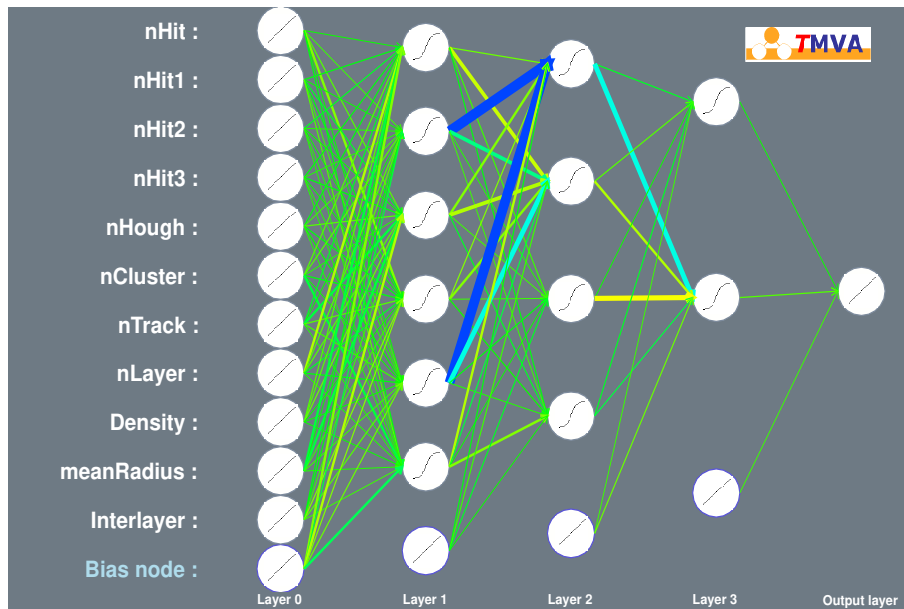 TMVA
nHit :
nHit1 :
nHit2 :
nHit3 :
nHough :
nCluster :
nTrack :
nLayer :
Density :
meanRadius :
Interlayer :
Bias node :
Layer 0 Layer 1 Layer 2 Layer 3 Output layer